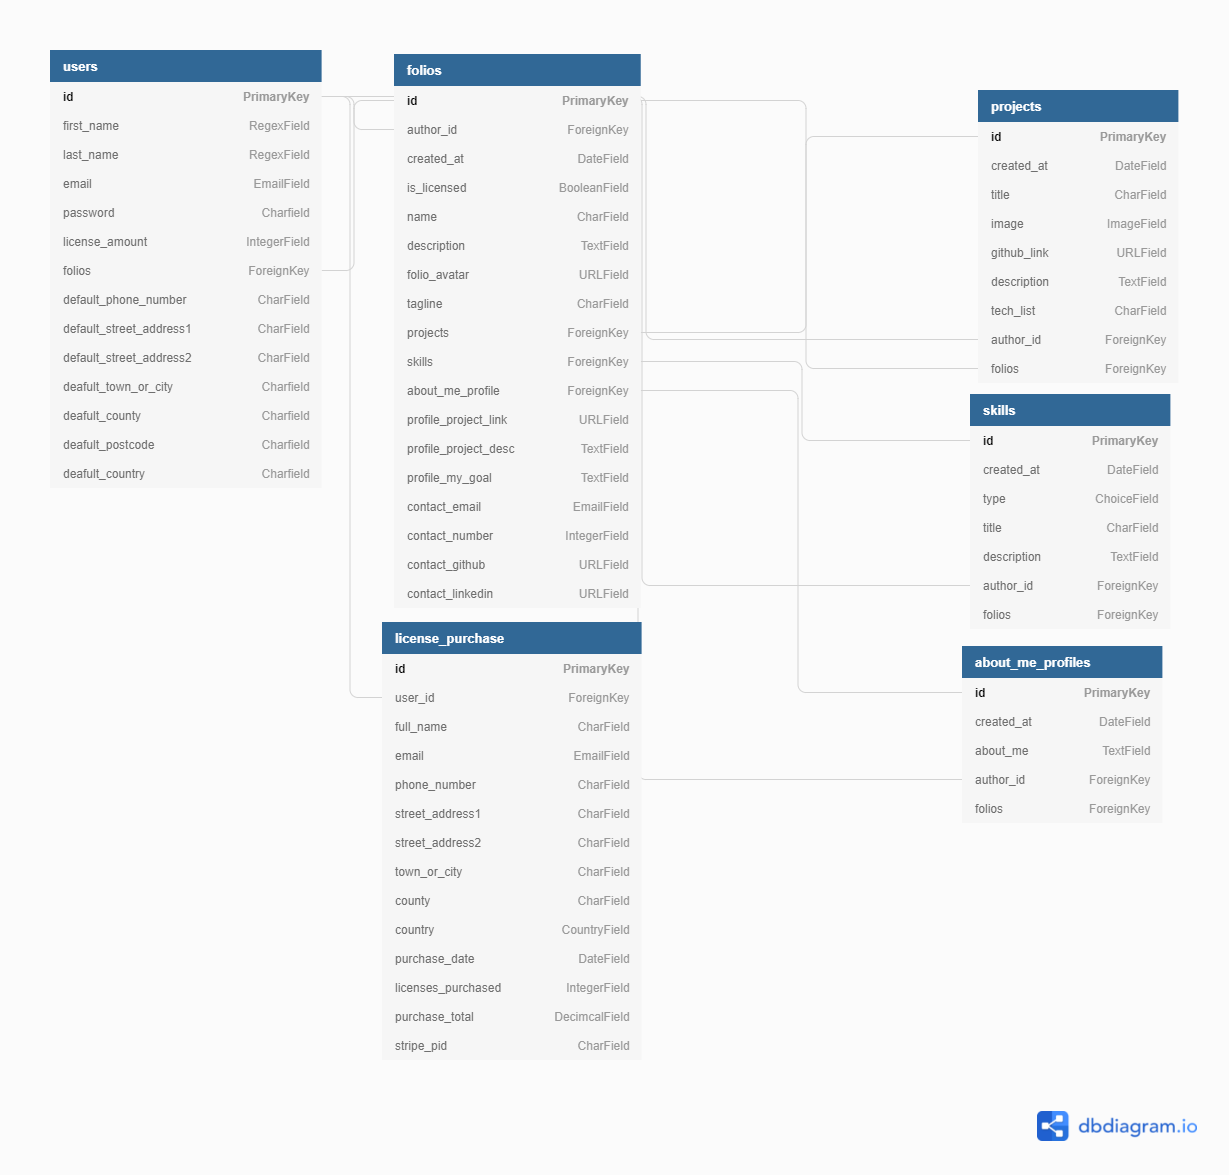 users
id PrimaryKey
first_name RegexField
last_name RegexField
email EmailField
password Charfield
license_amount IntegerField
folios ForeignKey
default_phone_number CharField
default_street_address1 CharField
default_street_address2 CharField
deafult_town_or_city Charfield
deafult_county Charfield
deafult_postcode Charfield
deafult_country Charfield
folios
id PrimaryKey
author_id ForeignKey
created_at DateField
is_licensed BooleanField
name CharField
description TextField
folio_avatar URLField
tagline CharField
projects ForeignKey
skills ForeignKey
about_me_profile ForeignKey
profile_project_link URLField
profile_project_desc TextField
profile_my_goal TextField
contact_email EmailField
contact_number IntegerField
contact_github URLField
contact_linkedin URLField
license_purchase
id PrimaryKey
user_id ForeignKey
full_name CharField
email EmailField
phone_number CharField
street_address1 CharField
street_address2 CharField
town_or_city CharField
county CharField
country CountryField
purchase_date DateField
licenses_purchased IntegerField
purchase_total DecimcalField
stripe_pid CharField
projects
id PrimaryKey
created_at DateField
title CharField
image ImageField
github_link URLField
description TextField
tech_list CharField
author_id ForeignKey
folios ForeignKey
skills
id PrimaryKey
created_at DateField
type ChoiceField
title CharField
description TextField
author_id ForeignKey
folios ForeignKey
about_me_profiles
id PrimaryKey
created_at DateField
about_me TextField
author_id ForeignKey
folios ForeignKey
dbdiagram.io